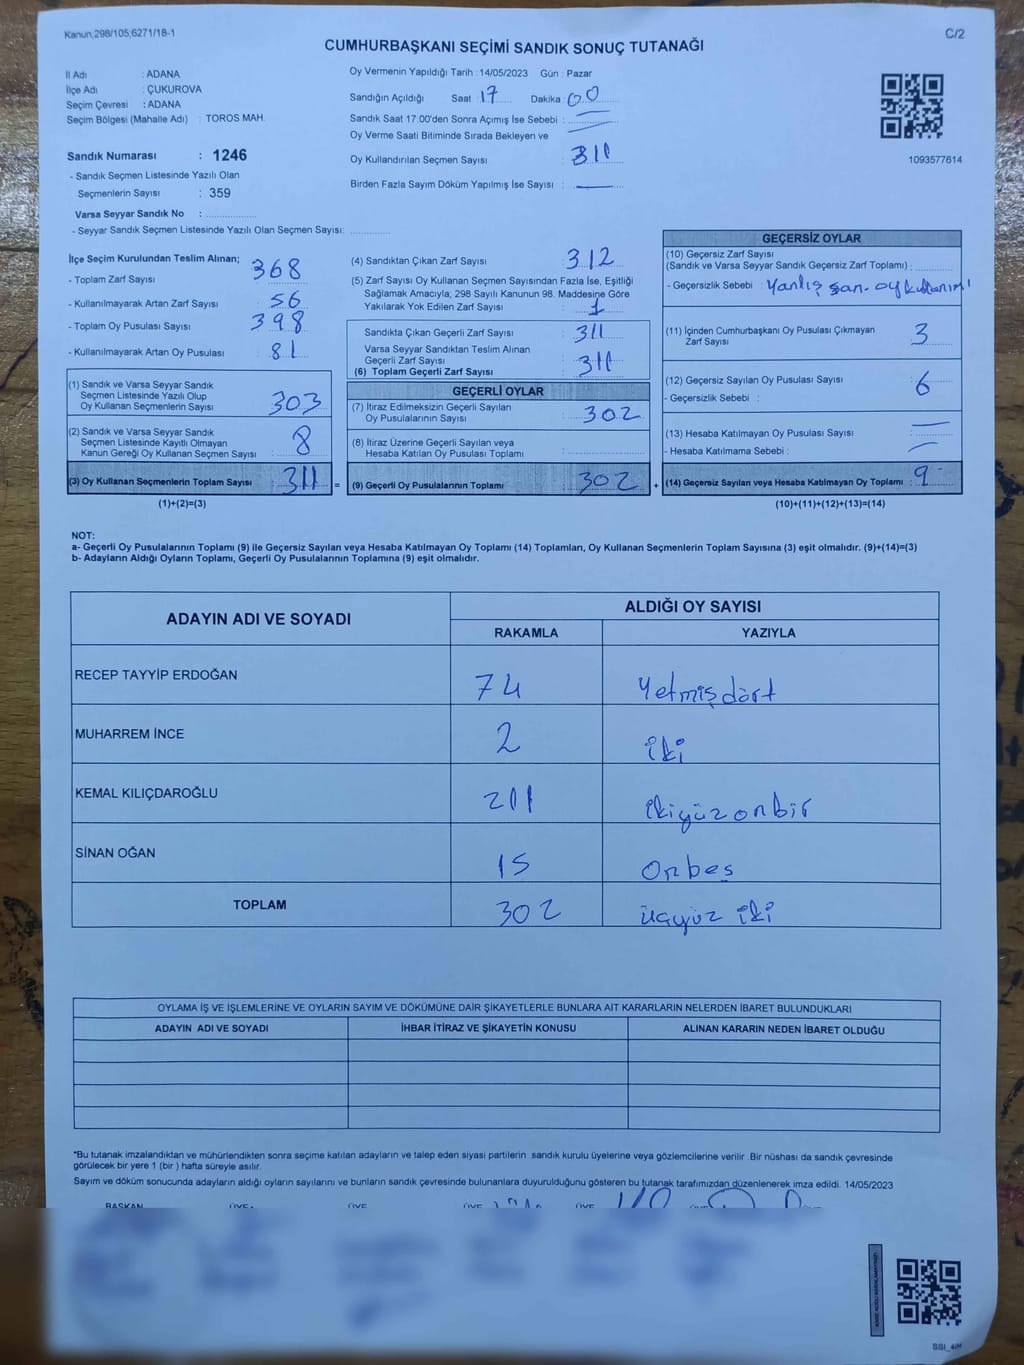 Kanun;298/105;6271/18-1
C/2
CUMHURBAŞKANI SEÇİMİ SANDIK SONUÇ TUTANAĞI
İl Adı : ADANA
İlçe Adı : ÇUKUROVA
Seçim Çevresi : ADANA
Seçim Bölgesi (Mahalle Adı) : TOROS MAH.
Sandık Numarası : 1246
- Sandık Seçmen Listesinde Yazılı Olan
Seçmenlerin Sayısı : 359
Varsa Seyyar Sandık No :
- Seyyar Sandık Seçmen Listesinde Yazılı Olan Seçmen Sayısı:
Oy Vermenin Yapıldığı Tarih :14/05/2023 Gün : Pazar
Sandığın Açıldığı Saat 17 Dakika 00
Sandık Saat 17:00'den Sonra Açımış İse Sebebi : —
Oy Verme Saati Bitiminde Sırada Bekleyen ve —
Oy Kullandırılan Seçmen Sayısı : 311
Birden Fazla Sayım Döküm Yapılmış İse Sayısı : —
1093577614
İlçe Seçim Kurulundan Teslim Alınan;
- Toplam Zarf Sayısı : 368
- Kullanılmayarak Artan Zarf Sayısı : 56
- Toplam Oy Pusulası Sayısı : 398
- Kullanılmayarak Artan Oy Pusulası : 81
(1) Sandık ve Varsa Seyyar Sandık
Seçmen Listesinde Yazılı Olup
Oy Kullanan Seçmenlerin Sayısı : 303
(2) Sandık ve Varsa Seyyar Sandık
Seçmen Listesinde Kayıtlı Olmayan
Kanun Gereği Oy Kullanan Seçmen Sayısı : 8
(3) Oy Kullanan Seçmenlerin Toplam Sayısı : 311 =
(1)+(2)=(3)
(4) Sandıktan Çıkan Zarf Sayısı : 312
(5) Zarf Sayısı Oy Kullanan Seçmen Sayısından Fazla İse, Eşitliği
Sağlamak Amacıyla; 298 Sayılı Kanunun 98. Maddesine Göre
Yakılarak Yok Edilen Zarf Sayısı : 1
Sandıkta Çıkan Geçerli Zarf Sayısı : 311
Varsa Seyyar Sandıktan Teslim Alınan
Geçerli Zarf Sayısı
(6) Toplam Geçerli Zarf Sayısı : 311
GEÇERLİ OYLAR
(7) İtiraz Edilmeksizin Geçerli Sayılan
Oy Pusulalarının Sayısı : 302
(8) İtiraz Üzerine Geçerli Sayılan veya
Hesaba Katılan Oy Pusulası Toplamı :
(9) Geçerli Oy Pusulalarının Toplamı : 302 +
GEÇERSİZ OYLAR
(10) Geçersiz Zarf Sayısı
(Sandık ve Varsa Seyyar Sandık Geçersiz Zarf Toplamı) :
- Geçersizlik Sebebi : Yanlış oy
(11) İçinden Cumhurbaşkanı Oy Pusulası Çıkmayan
Zarf Sayısı : 3
(12) Geçersiz Sayılan Oy Pusulası Sayısı : 6
- Geçersizlik Sebebi :
(13) Hesaba Katılmayan Oy Pusulası Sayısı : —
- Hesaba Katılmama Sebebi : —
(14) Geçersiz Sayılan veya Hesaba Katılmayan Oy Toplamı : 9
(10)+(11)+(12)+(13)=(14)
NOT:
a- Geçerli Oy Pusulalarının Toplamı (9) ile Geçersiz Sayılan veya Hesaba Katılmayan Oy Toplamı (14) Toplamları, Oy Kullanan Seçmenlerin Toplam Sayısına (3) eşit olmalıdır. (9)+(14)=(3)
b- Adayların Aldığı Oyların Toplamı, Geçerli Oy Pusulalarının Toplamına (9) eşit olmalıdır.
ADAYIN ADI VE SOYADI
ALDIĞI OY SAYISI
RAKAMLA YAZIYLA
RECEP TAYYİP ERDOĞAN 74 Yetmişdört
MUHARREM İNCE 2 iki
KEMAL KILIÇDAROĞLU 211 ikiyüzonbir
SİNAN OĞAN 15 Onbeş
TOPLAM 302 üçyüz iki
OYLAMA İŞ VE İŞLEMLERİNE VE OYLARIN SAYIM VE DÖKÜMÜNE DAİR ŞİKAYETLERLE BUNLARA AİT KARARLARIN NELERDEN İBARET BULUNDUKLARI
ADAYIN ADI VE SOYADI İHBAR İTİRAZ VE ŞİKAYETİN KONUSU ALINAN KARARIN NEDEN İBARET OLDUĞU
*Bu tutanak imzalandıktan ve mühürlendikten sonra seçime katılan adayların ve talep eden siyasi partilerin sandık kurulu üyelerine veya gözlemcilerine verilir .Bir nüshası da sandık çevresinde
görülecek bir yere 1 (bir ) hafta süreyle asılır.
Sayım ve döküm sonucunda adayların aldığı oyların sayılarını ve bunların sandık çevresinde bulunanlara duyurulduğunu gösteren bu tutanak tarafımızdan düzenlenerek imza edildi. 14/05/2023
BAŞKAN ÜYE ÜYE ÜYE ÜYE